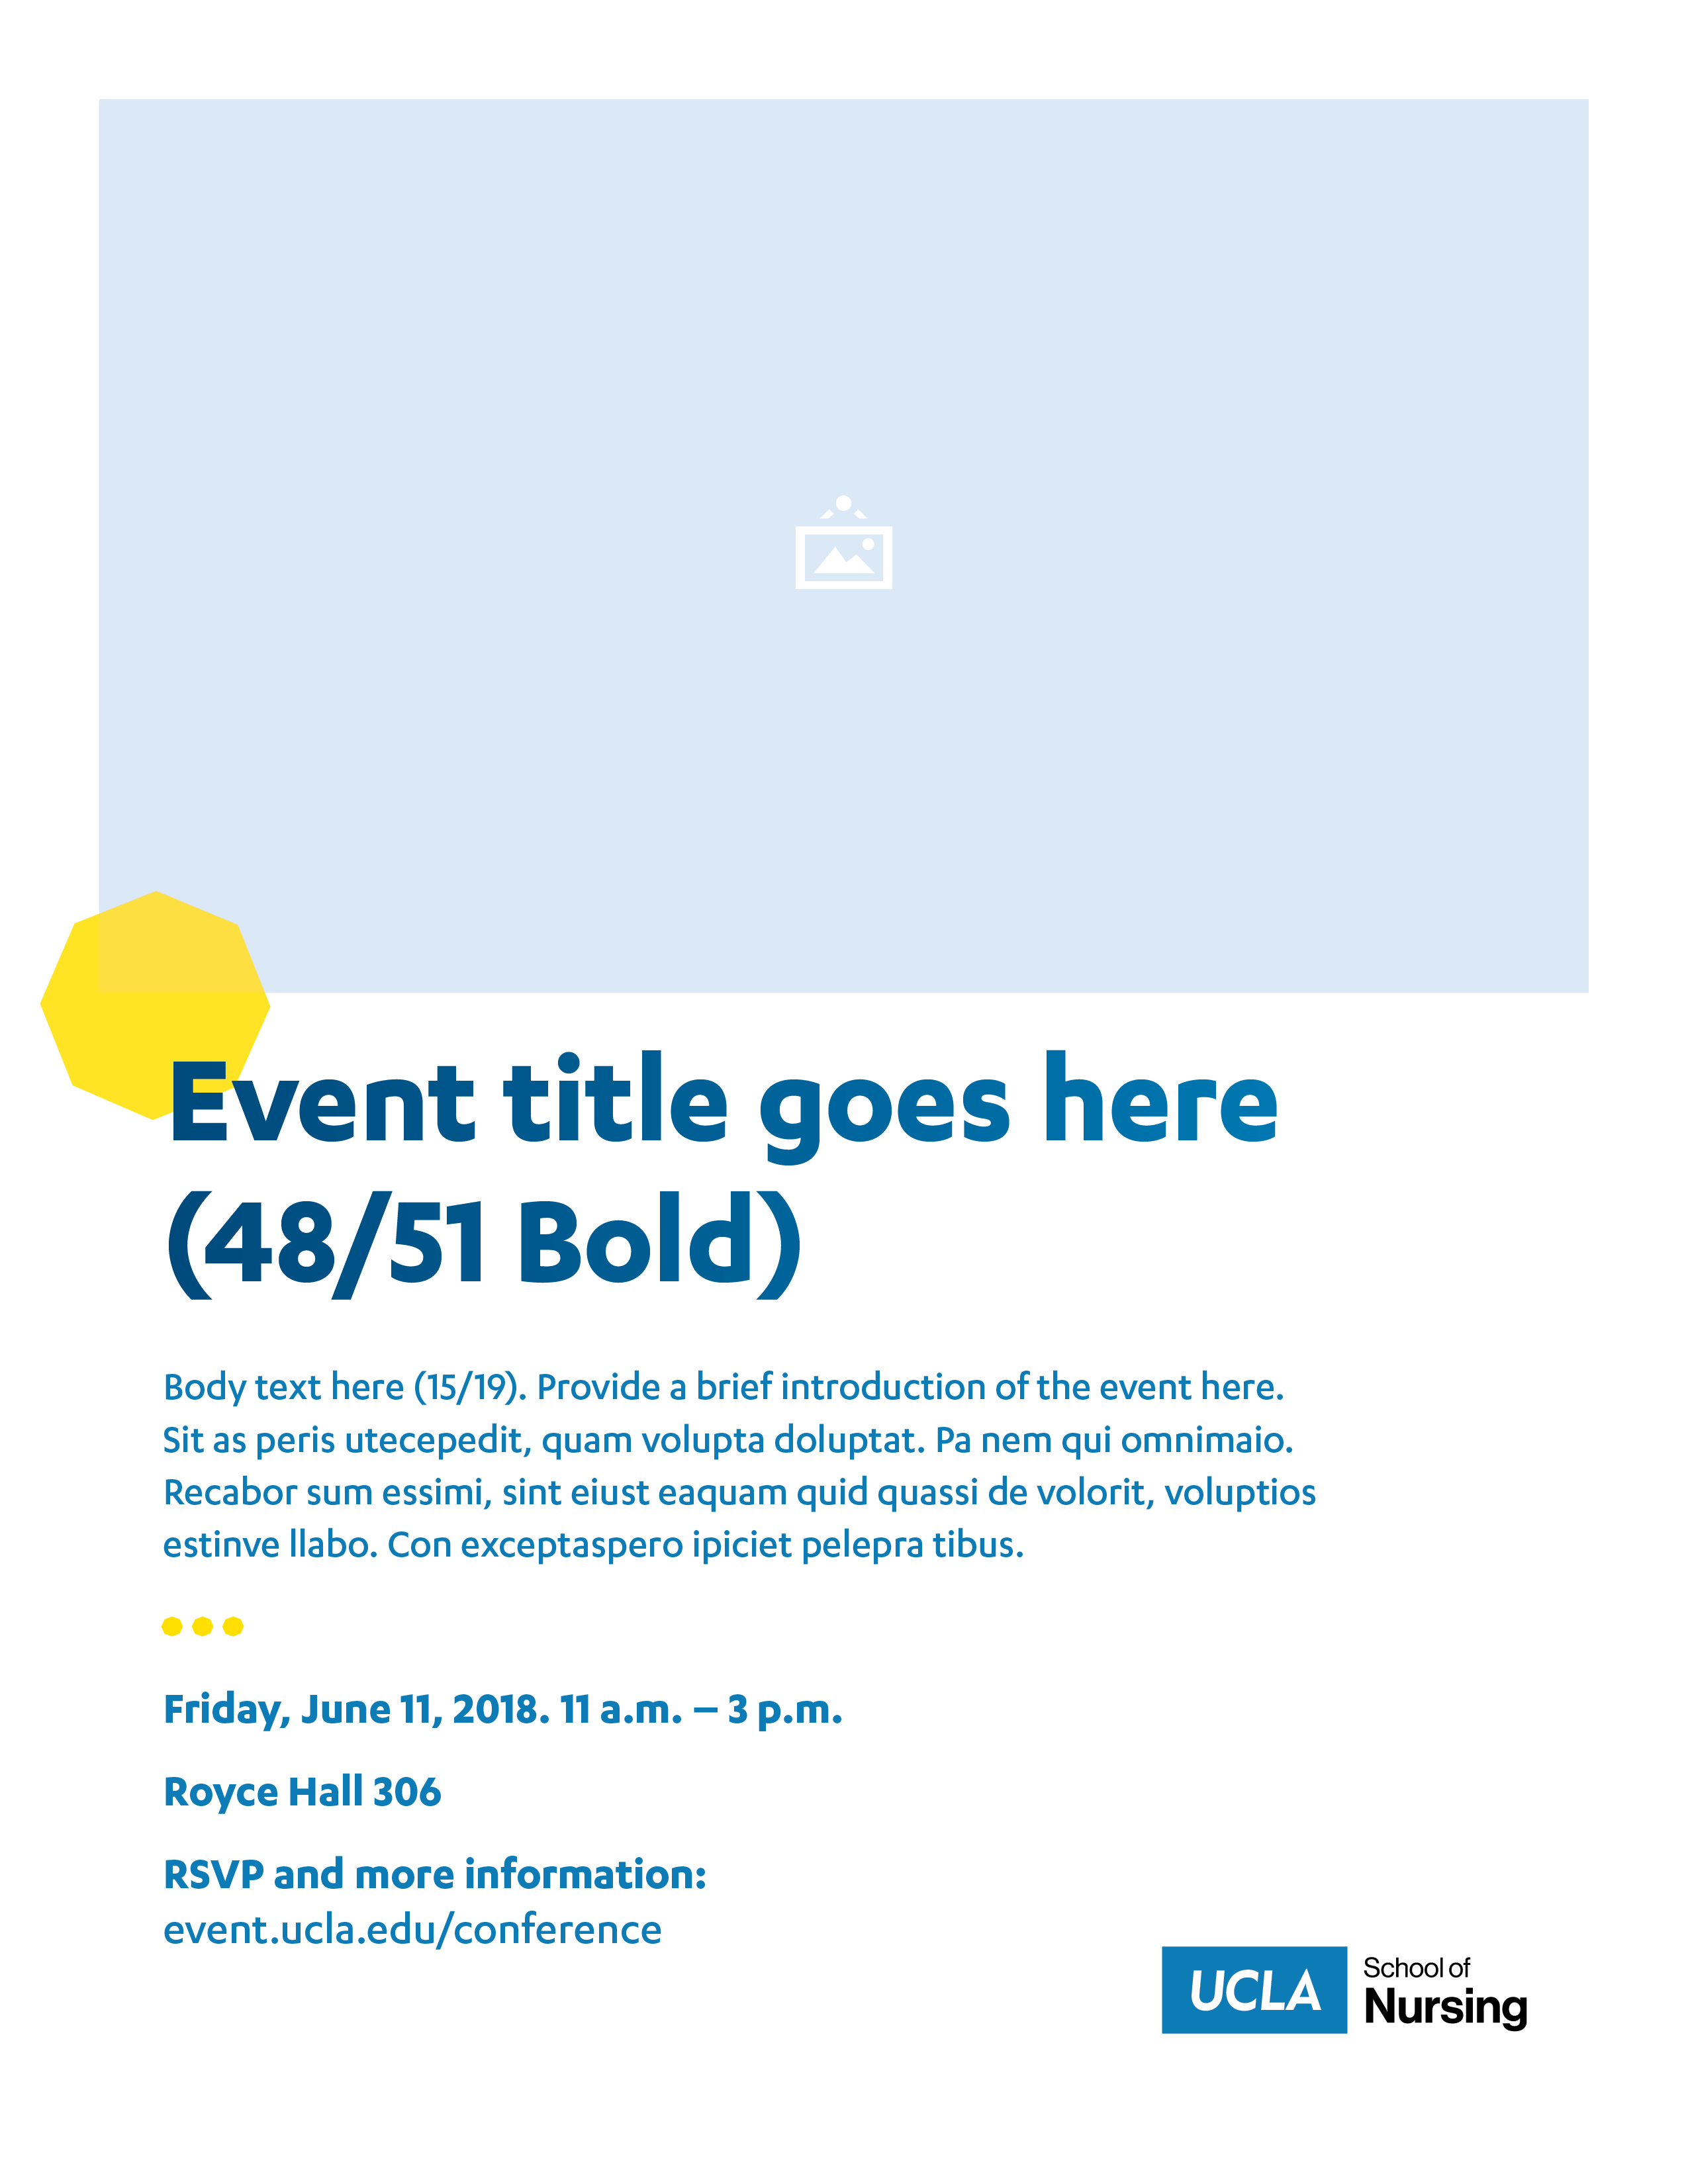 Event title goes here
(48/51 Bold)
Body text here (15/19). Provide a brief introduction of the event here.
Sit as peris utecepedit, quam volupta doluptat. Pa nem qui omnimaio.
Recabor sum essimi, sint eiust eaquam quid quassi de volorit, voluptios
estinve llabo. Con exceptaspero ipiciet pelepra tibus.
Friday, June 11, 2018. 11 a.m. – 3 p.m.
Royce Hall 306
RSVP and more information:
event.ucla.edu/conference
UCLA
School of
Nursing